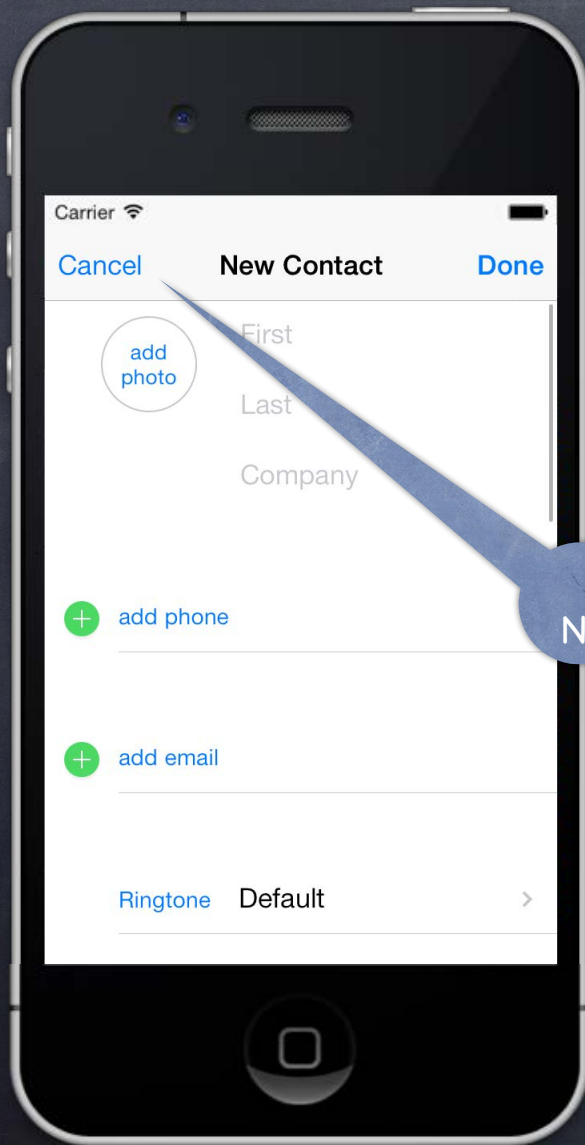 Carrier
Cancel New Contact Done
add
photo
First
Last
Company
add phone
add email
Ringtone Default